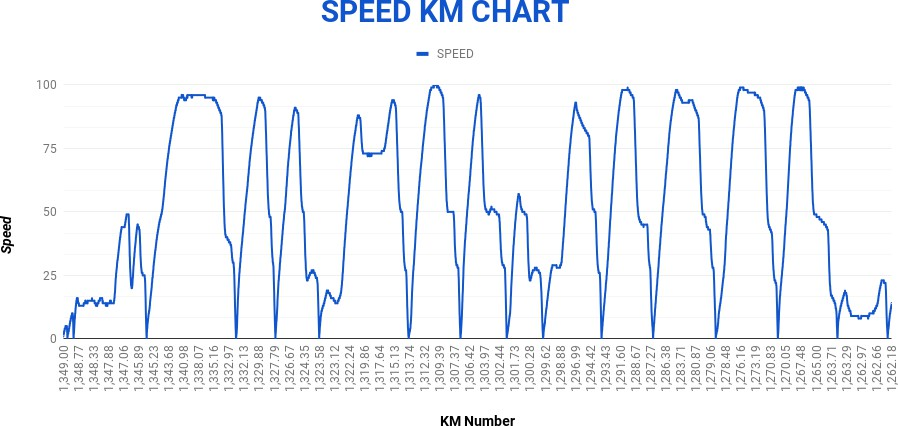 SPEED KM CHART
SPEED
100
75
50
25
0
Speed
1,349.00 1,348.77 1,348.33 1,347.88 1,347.06 1,345.89 1,345.23 1,343.68 1,340.98 1,338.07 1,335.16 1,332.97 1,332.13 1,329.88 1,327.79 1,326.67 1,324.35 1,323.58 1,323.12 1,322.24 1,319.86 1,317.64 1,315.13 1,313.74 1,312.32 1,309.39 1,307.37 1,306.42 1,303.97 1,302.44 1,301.73 1,300.28 1,299.62 1,298.88 1,296.99 1,294.42 1,293.43 1,291.60 1,288.67 1,287.27 1,286.38 1,283.71 1,280.87 1,279.06 1,278.48 1,276.16 1,273.19 1,270.83 1,270.05 1,267.48 1,265.00 1,263.71 1,263.29 1,262.97 1,262.66 1,262.18
KM Number